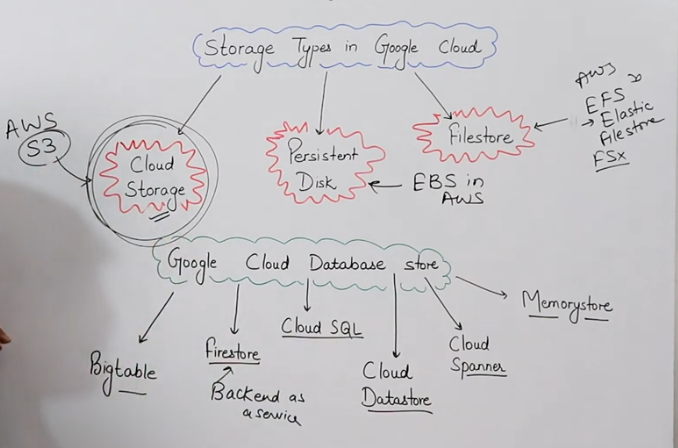 Storage Types in Google Cloud
AWS
S3
Cloud
Storage
Persistent
Disk
EBS in
AWS
Filestore
AWS
EFS
Elastic
Filestore
FSx
Google Cloud Database store
Bigtable
Firestore
Backend as
a service
Cloud SQL
Cloud
Datastore
Cloud
Spanner
Memorystore